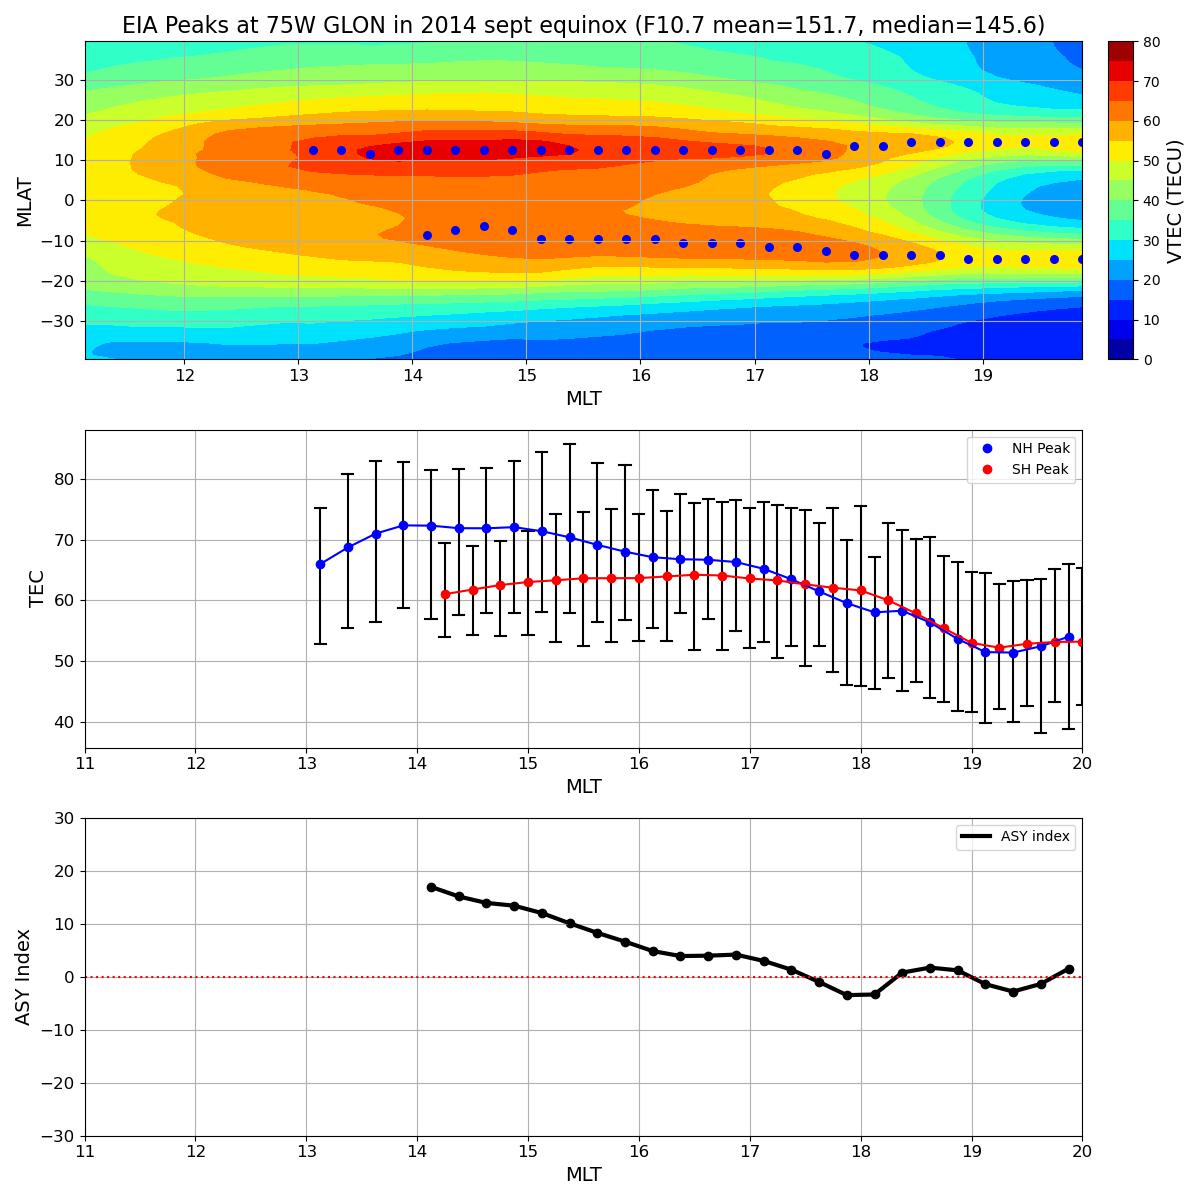 EIA Peaks at 75W GLON in 2014 sept equinox (F10.7 mean=151.7, median=145.6)
MLAT
30
20
10
0
−10
−20
−30
12 13 14 15 16 17 18 19
MLT
80
70
60
50
40
30
20
10
0
VTEC (TECU)
TEC
80
70
60
50
40
NH Peak
SH Peak
11 12 13 14 15 16 17 18 19 20
MLT
ASY Index
30
20
10
0
−10
−20
−30
ASY index
11 12 13 14 15 16 17 18 19 20
MLT